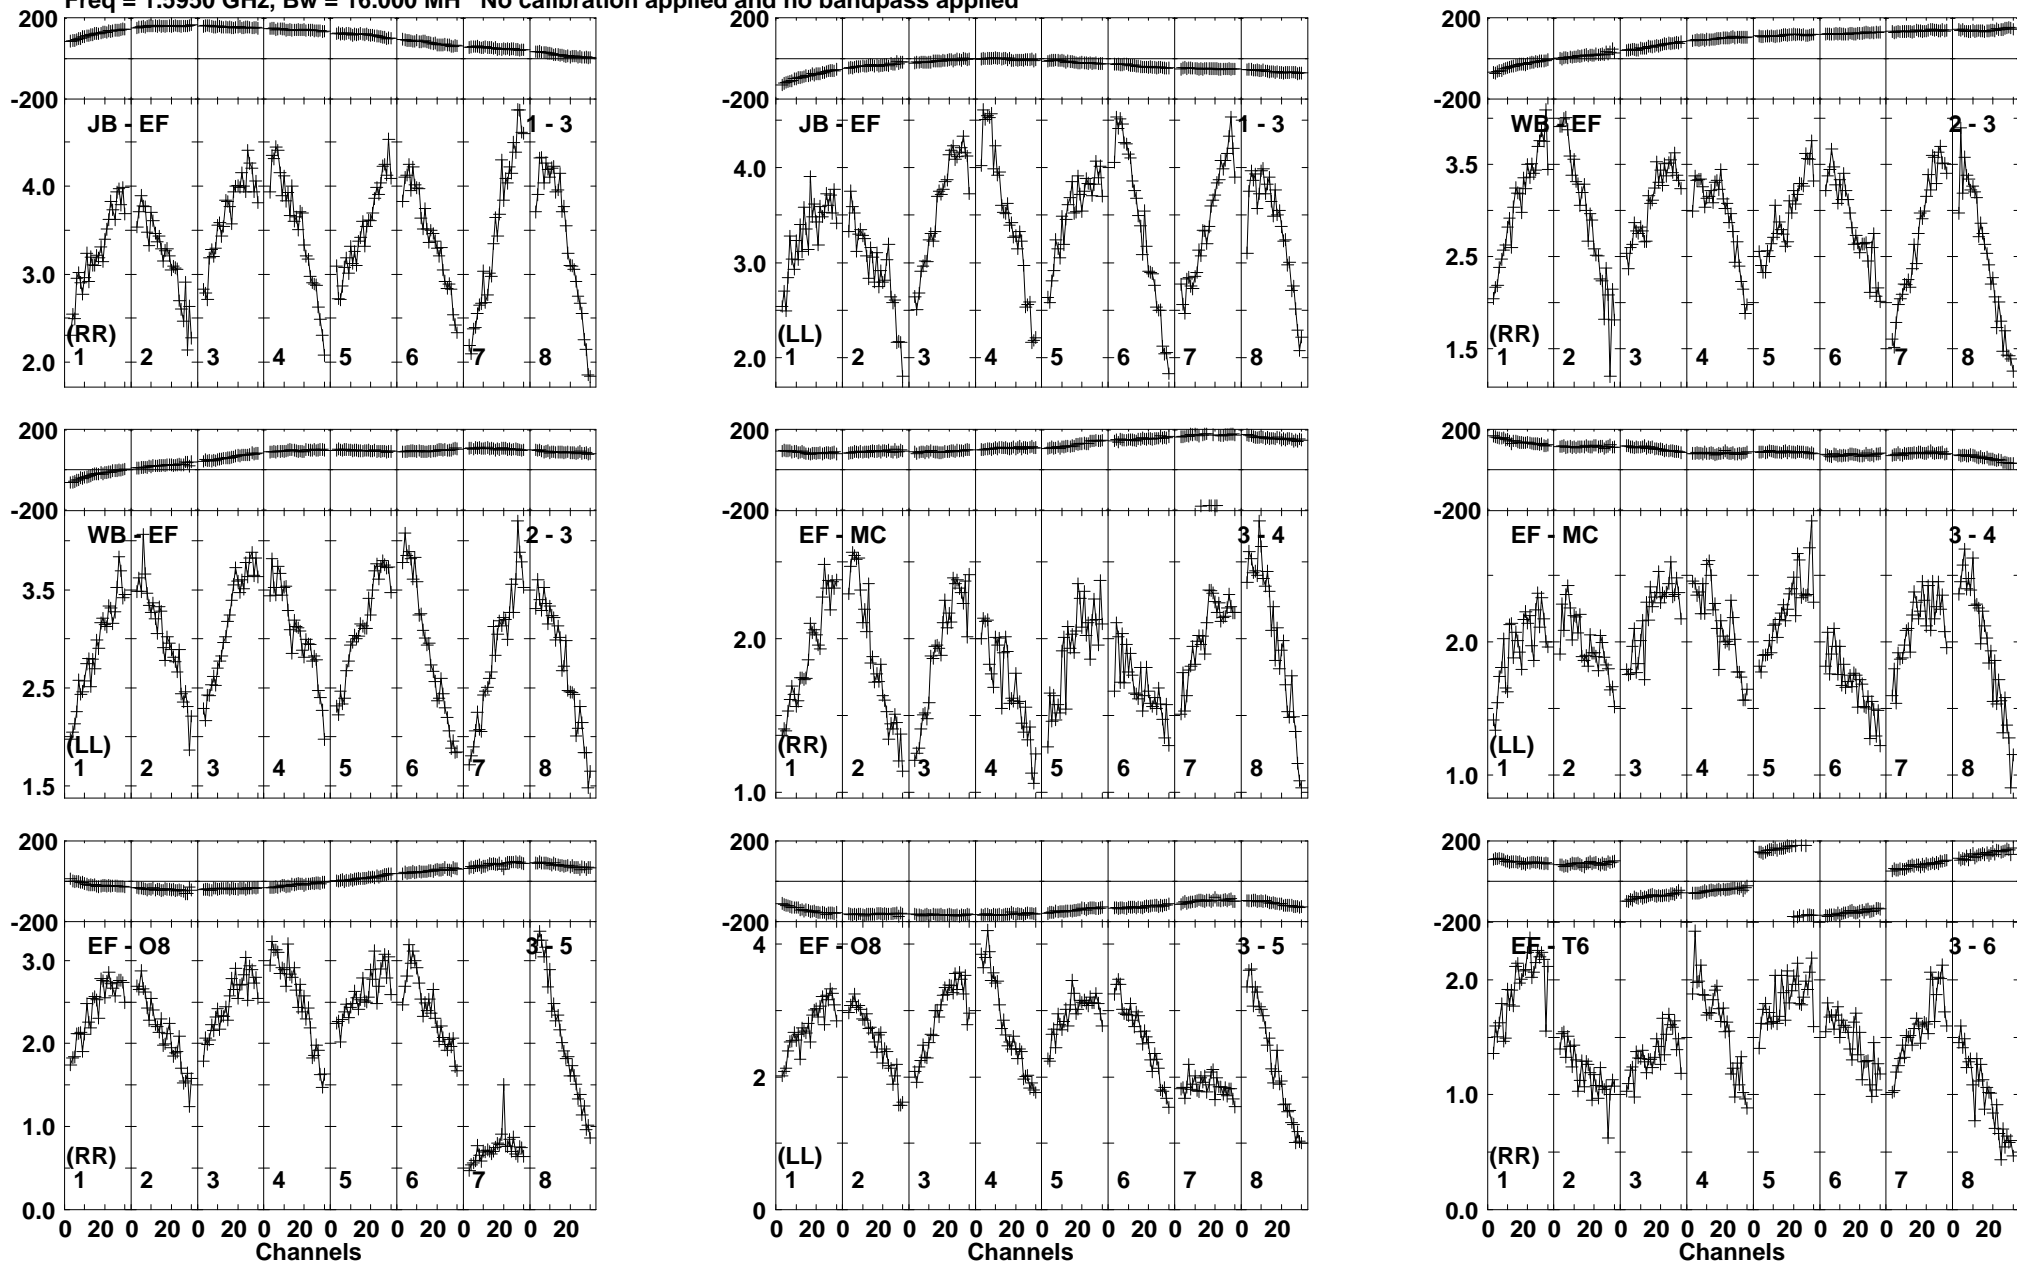 Freq = 1.5950 GHz, Bw = 16.000 MH No calibration applied and no bandpass applied
200 200 200
-200 -200 -200
JB - EF 1 - 3 JB - EF 1 - 3 WB - EF 2 - 3
4.0 4.0 3.5
3.0 3.0 2.5
2.0 2.0 1.5
(RR) (LL) (RR)
1 2 3 4 5 6 7 8 1 2 3 4 5 6 7 8 1 2 3 4 5 6 7 8
200 200 200
-200 -200 -200
WB - EF 2 - 3 EF - MC 3 - 4 EF - MC 3 - 4
3.5 2.0 2.0
2.5
1.5 1.0 1.0
(LL) (RR) (LL)
1 2 3 4 5 6 7 8 1 2 3 4 5 6 7 8 1 2 3 4 5 6 7 8
200 200 200
-200 -200 -200
EF - O8 3 - 5 EF - O8 3 - 5 EF - T6 3 - 6
3.0 4 2.0
2.0 2 1.0
1.0
(RR) (LL) (RR)
1 2 3 4 5 6 7 8 1 2 3 4 5 6 7 8 1 2 3 4 5 6 7 8
0.0 0 0.0
0 20 0 20 0 20 0 20 0 20 0 20 0 20 0 20 0 20 0 20 0 20 0 20 0 20 0 20 0 20 0 20 0 20 0 20 0 20 0 20 0 20 0 20 0 20 0 20
Channels Channels Channels